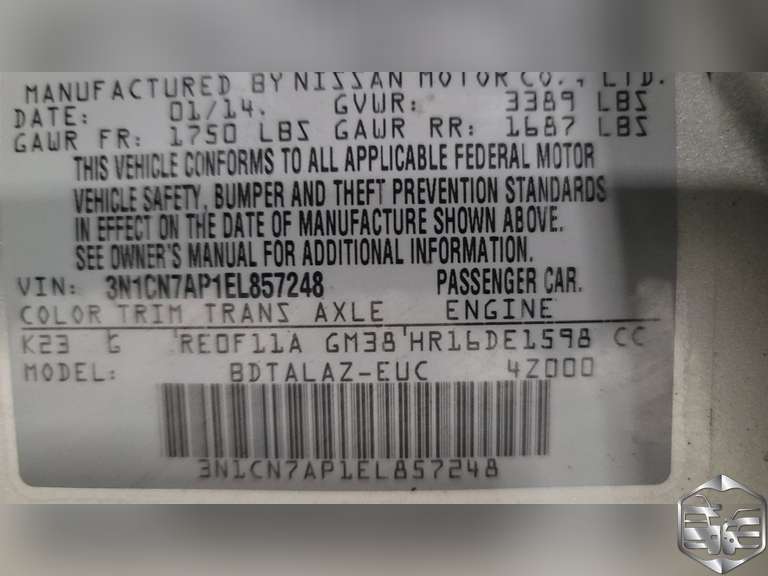 MANUFACTURED BY NISSAN MOTOR CO., LTD.
DATE: 01/14. GVWR: 3389 LBS
GAWR FR: 1750 LBS GAWR RR: 1687 LBS
THIS VEHICLE CONFORMS TO ALL APPLICABLE FEDERAL MOTOR
VEHICLE SAFETY, BUMPER AND THEFT PREVENTION STANDARDS
IN EFFECT ON THE DATE OF MANUFACTURE SHOWN ABOVE.
SEE OWNER'S MANUAL FOR ADDITIONAL INFORMATION.
VIN: 3N1CN7AP1EL857248 PASSENGER CAR.
COLOR TRIM TRANS AXLE ENGINE
K23 G RE0F11A GM38 HR16DE1598 CC
MODEL: BDTALAZ-EUC 4Z000
3N1CN7AP1EL857248